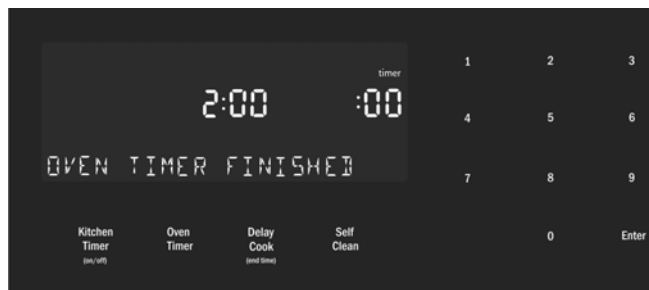 timer
2:00 :00
OVEN TIMER FINISHED
1 2 3
4 5 6
7 8 9
0 Enter
Kitchen Timer (on/off)
Oven Timer
Delay Cook (end time)
Self Clean